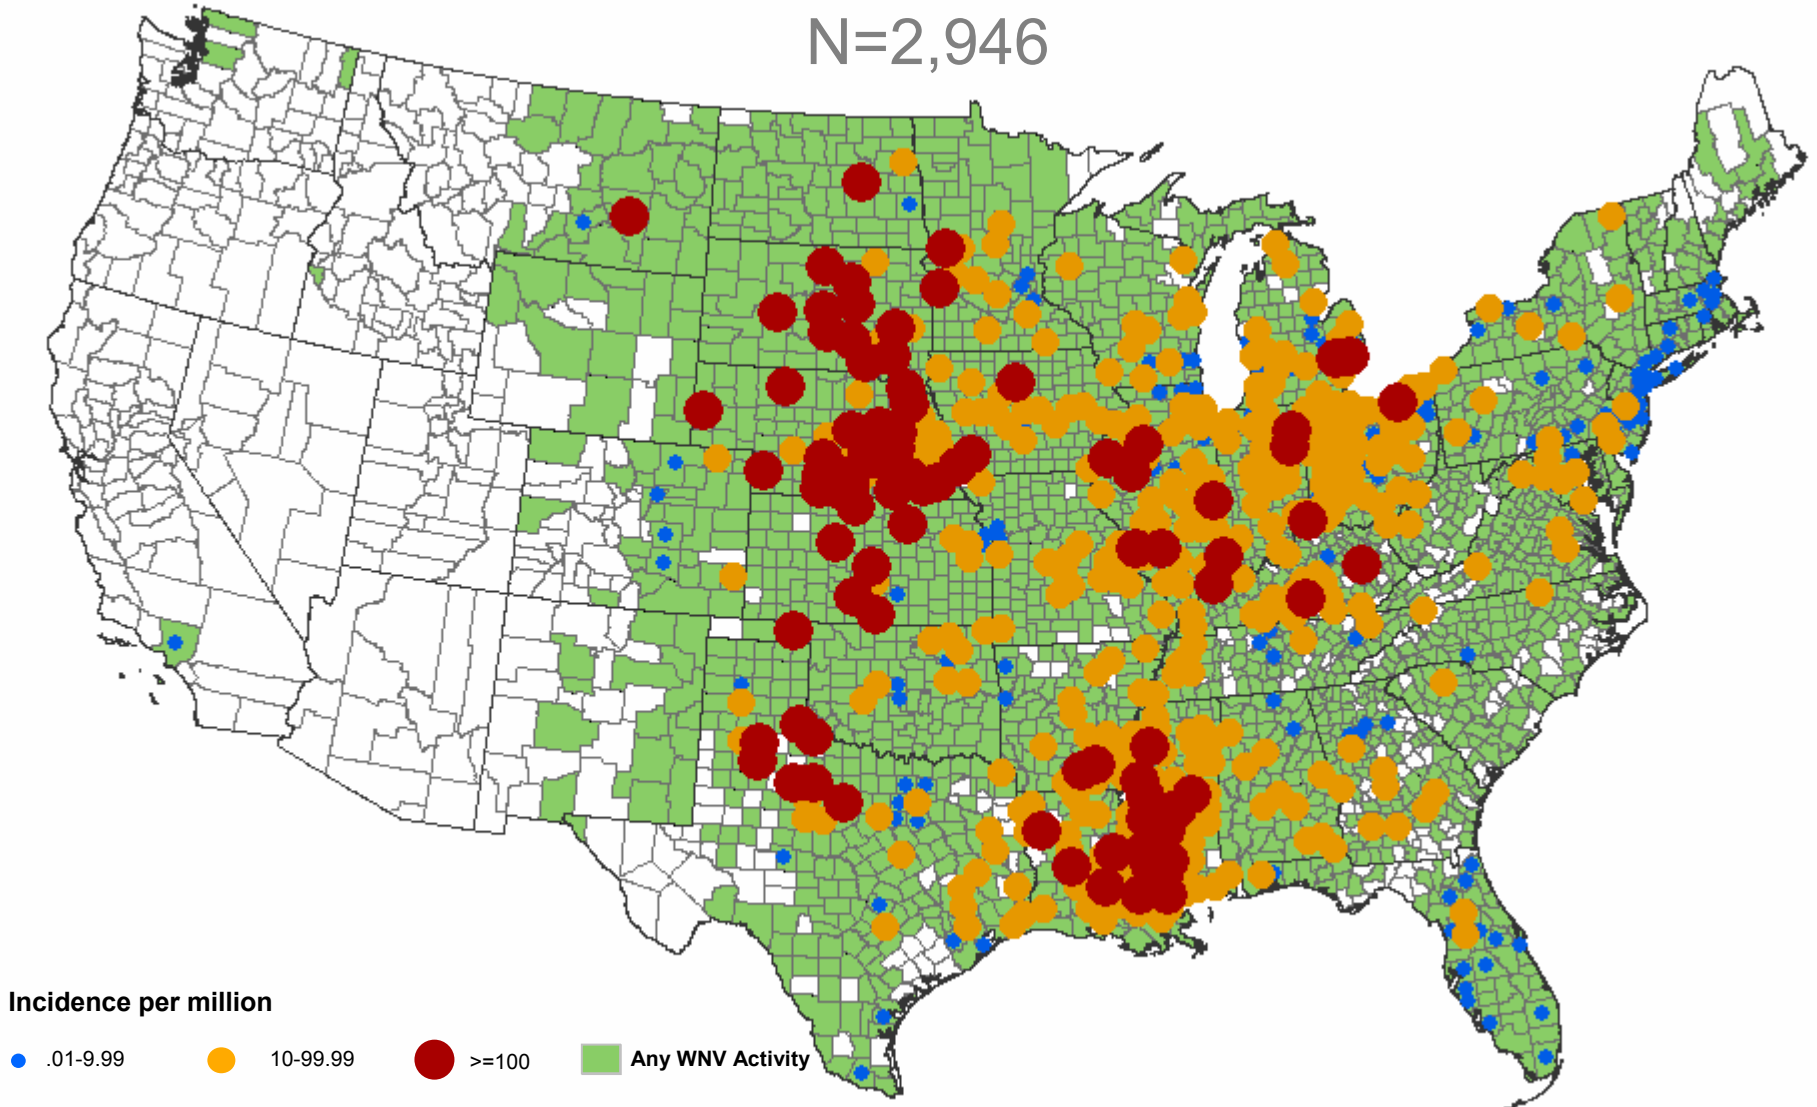 N=2,946
Incidence per million
.01-9.99 10-99.99 >=100 Any WNV Activity